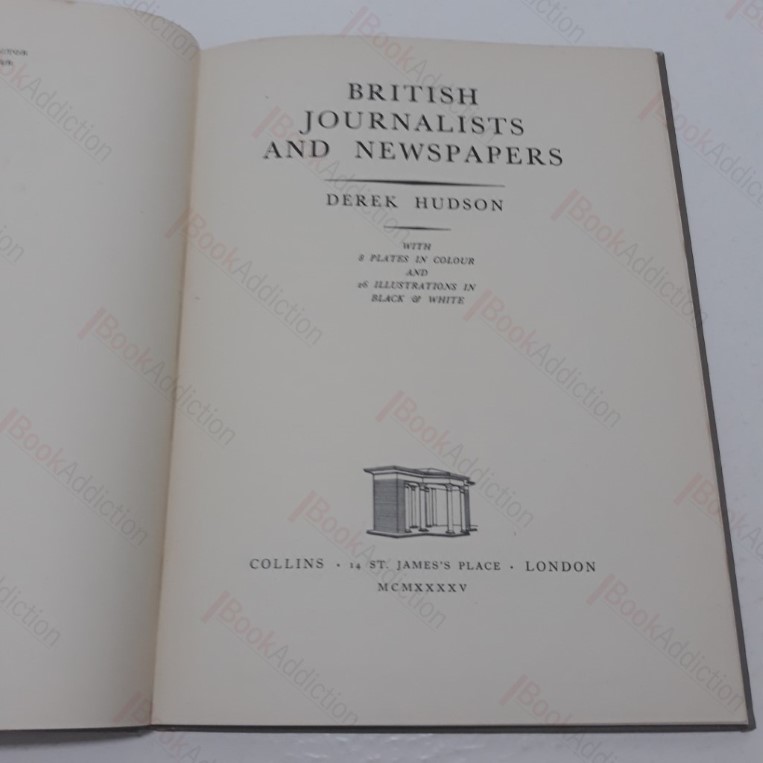 BRITISH
JOURNALISTS
AND NEWSPAPERS
DEREK HUDSON
WITH
8 PLATES IN COLOUR
AND
26 ILLUSTRATIONS IN
BLACK & WHITE
COLLINS · 14 ST. JAMES'S PLACE · LONDON
MCMXXXXV
BookAddiction